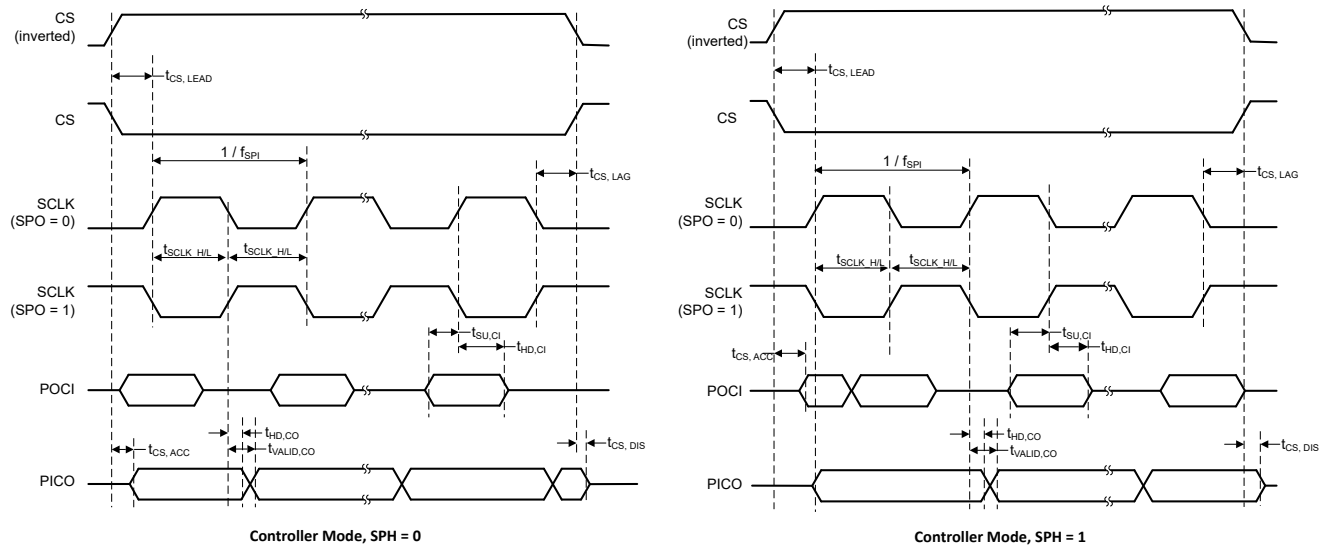 CS
(inverted)
tCS, LEAD
CS
1 / fSPI
tCS, LAG
SCLK
(SPO = 0)
tSCLK_H/L tSCLK_H/L
SCLK
(SPO = 1)
tSU,CI
tHD,CI
POCI
tHD,CO
tCS, ACC
tVALID,CO
tCS, DIS
PICO
Controller Mode, SPH = 0
CS
(inverted)
tCS, LEAD
CS
1 / fSPI
tCS, LAG
SCLK
(SPO = 0)
tSCLK_H/L tSCLK_H/L
SCLK
(SPO = 1)
tSU,CI
tCS, ACC
tHD,CI
POCI
tHD,CO
tVALID,CO
tCS, DIS
PICO
Controller Mode, SPH = 1